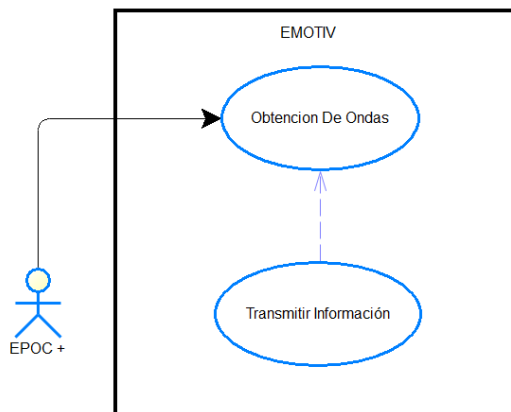 EMOTIV
Obtencion De Ondas
Transmitir Información
EPOC +